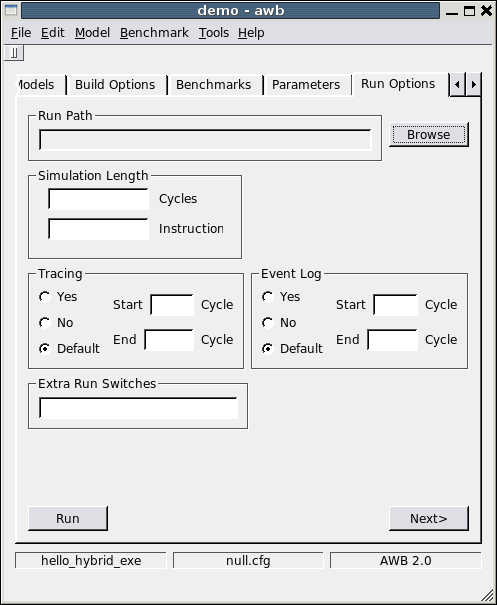 demo - awb
File Edit Model Benchmark Tools Help
Models Build Options Benchmarks Parameters Run Options
Run Path
Browse
Simulation Length
Cycles
Instruction
Tracing
Yes
No
Default
Start Cycle
End Cycle
Event Log
Yes
No
Default
Start Cycle
End Cycle
Extra Run Switches
Run Next>
hello_hybrid_exe null.cfg AWB 2.0